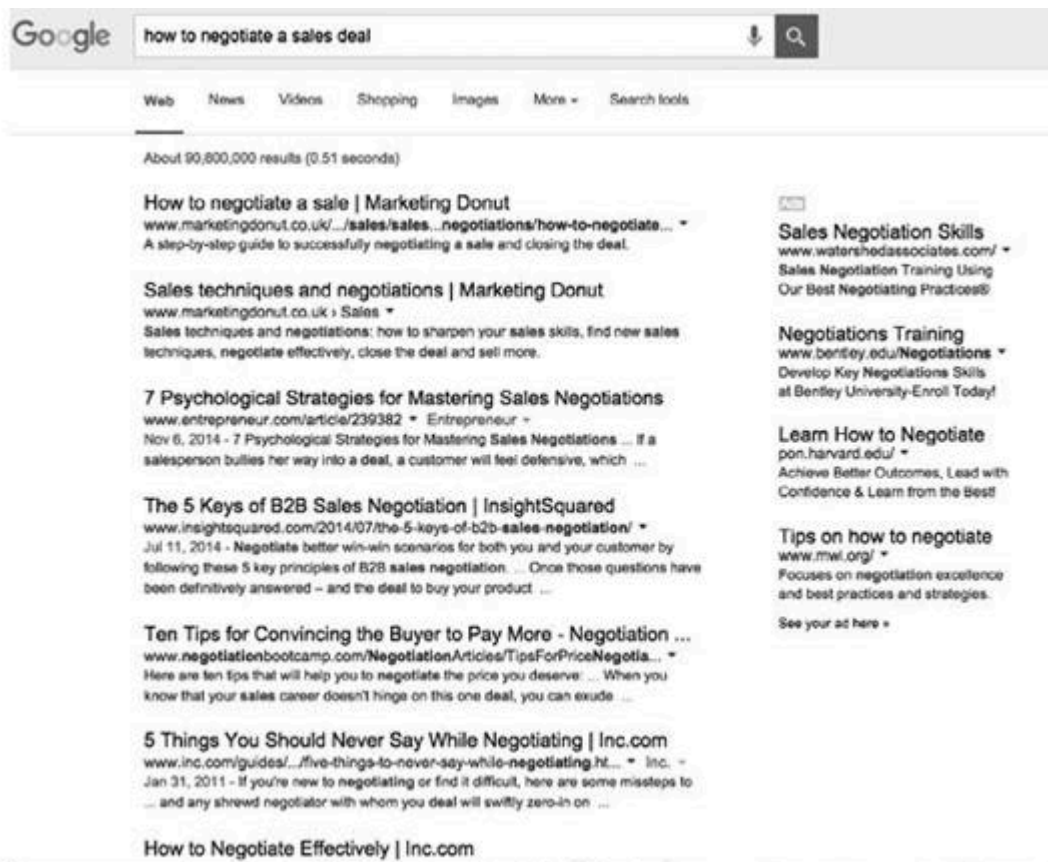 Google
how to negotiate a sales deal
Web News Videos Shopping Images More Search tools
About 90,800,000 results (0.51 seconds)
How to negotiate a sale | Marketing Donut
www.marketingdonut.co.uk/.../sales/sales...negotiations/how-to-negotiate...
A step-by-step guide to successfully negotiating a sale and closing the deal.
Sales techniques and negotiations | Marketing Donut
www.marketingdonut.co.uk › Sales
Sales techniques and negotiations: how to sharpen your sales skills, find new sales
techniques, negotiate effectively, close the deal and sell more.
7 Psychological Strategies for Mastering Sales Negotiations
www.entrepreneur.com/article/239382 Entrepreneur
Nov 6, 2014 - 7 Psychological Strategies for Mastering Sales Negotiations ... If a
salesperson bullies her way into a deal, a customer will feel defensive, which ...
The 5 Keys of B2B Sales Negotiation | InsightSquared
www.insightsquared.com/2014/07/the-5-keys-of-b2b-sales-negotiation/
Jul 11, 2014 - Negotiate better win-win scenarios for both you and your customer by
following these 5 key principles of B2B sales negotiation. ... Once those questions have
been definitively answered – and the deal to buy your product ...
Ten Tips for Convincing the Buyer to Pay More - Negotiation ...
www.negotiationbootcamp.com/NegotiationArticles/TipsForPriceNegotia...
Here are ten tips that will help you to negotiate the price you deserve: ... When you
know that your sales career doesn't hinge on this one deal, you can exude ...
5 Things You Should Never Say While Negotiating | Inc.com
www.inc.com/guides/.../five-things-to-never-say-while-negotiating.ht... Inc.
Jan 31, 2011 - If you're new to negotiating or find it difficult, here are some missteps to
... and any shrewd negotiator with whom you deal will swiftly zero-in on ...
How to Negotiate Effectively | Inc.com
Ads
Sales Negotiation Skills
www.watershedassociates.com/
Sales Negotiation Training Using
Our Best Negotiating Practices®
Negotiations Training
www.bentley.edu/Negotiations
Develop Key Negotiations Skills
at Bentley University-Enroll Today!
Learn How to Negotiate
pon.harvard.edu/
Achieve Better Outcomes, Lead with
Confidence & Learn from the Best!
Tips on how to negotiate
www.mwi.org/
Focuses on negotiation excellence
and best practices and strategies.
See your ad here »